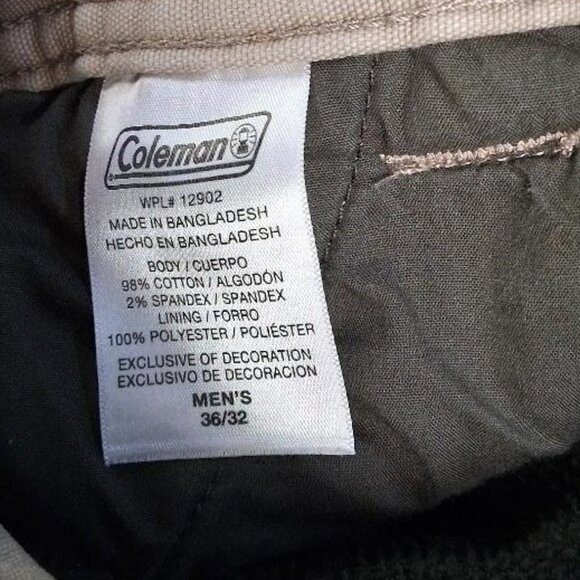 Coleman
WPL# 12902
MADE IN BANGLADESH
HECHO EN BANGLADESH
BODY / CUERPO
98% COTTON / ALGODÓN
2% SPANDEX / SPANDEX
LINING / FORRO
100% POLYESTER / POLIÉSTER
EXCLUSIVE OF DECORATION
EXCLUSIVO DE DECORACION
MEN'S
36/32